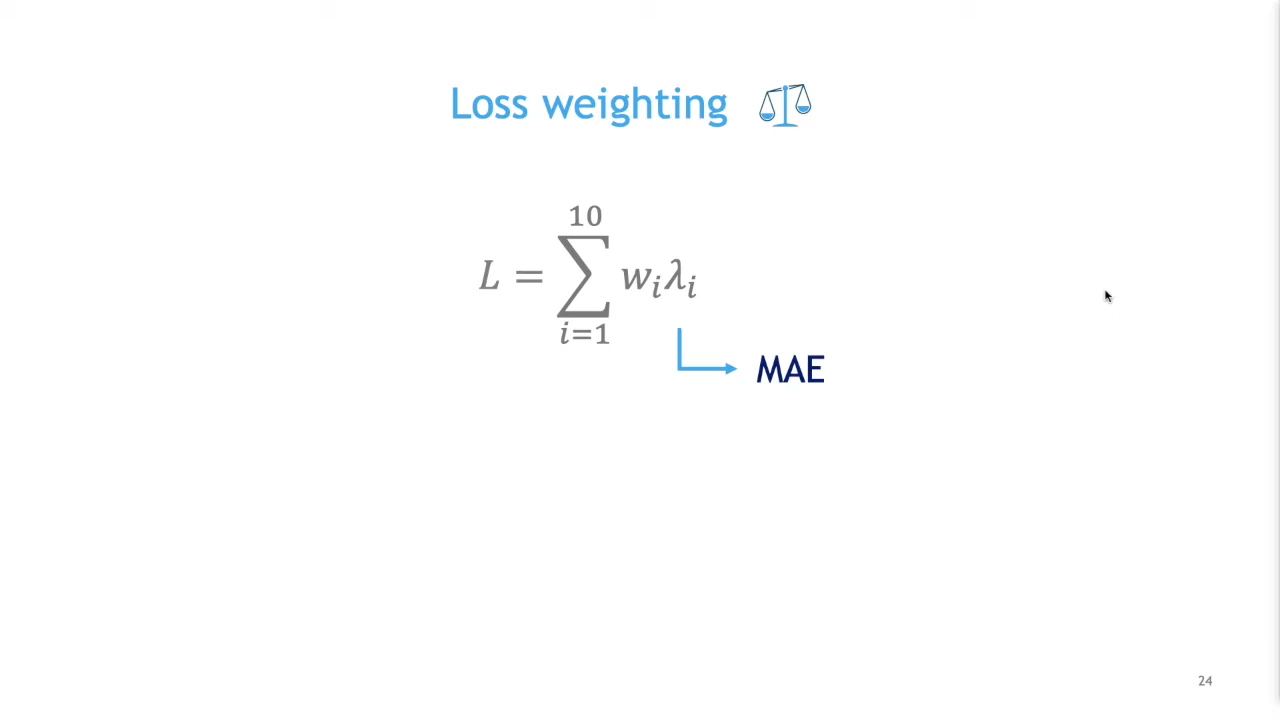 Loss weighting
L = ∑_{i=1}^{10} w_i λ_i
MAE
24